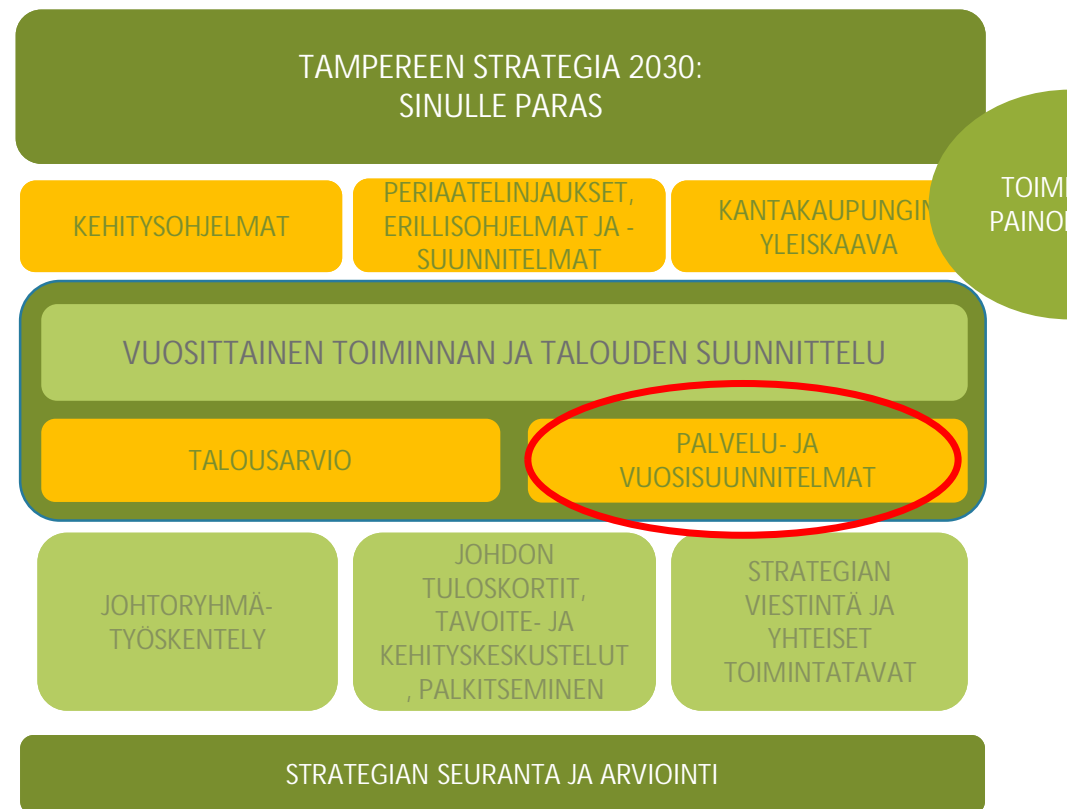 TAMPEREEN STRATEGIA 2030:
SINULLE PARAS
KEHITYSOHJELMAT
PERIAATELINJAUKSET,
ERILLISOHJELMAT JA -
SUUNNITELMAT
KANTAKAUPUNGIN
YLEISKAAVA
VUOSITTAINEN TOIMINNAN JA TALOUDEN SUUNNITTELU
TALOUSARVIO
PALVELU- JA
VUOSISUUNNITELMAT
JOHTORYHMÄ-
TYÖSKENTELY
JOHDON
TULOSKORTIT,
TAVOITE- JA
KEHITYSKESKUSTELUT
, PALKITSEMINEN
STRATEGIAN
VIESTINTÄ JA
YHTEISET
TOIMINTATAVAT
STRATEGIAN SEURANTA JA ARVIOINTI